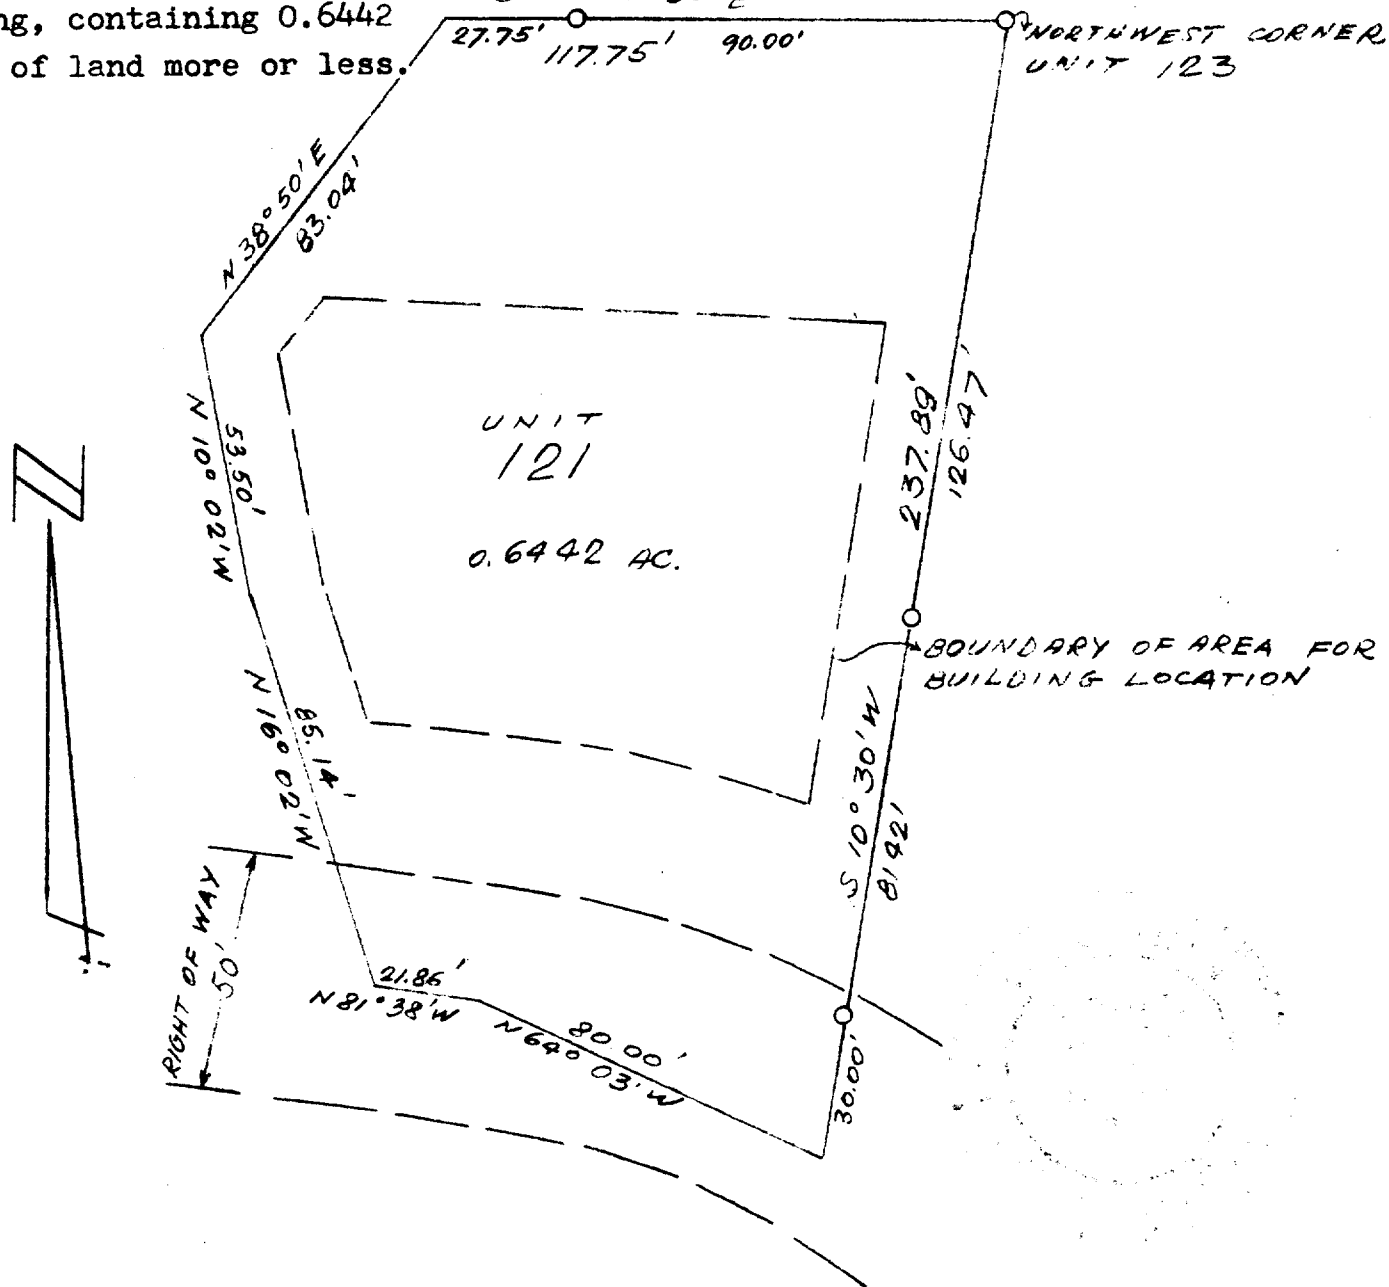 ng, containing 0.6442
of land more or less.
27.75'
117.75'
90.00'
NORTHWEST CORNER
UNIT 123
N 38° 50' E
83.04'
53.50'
N 10° 02' W
UNIT
121
0.6442 AC.
237.89'
126.47'
BOUNDARY OF AREA FOR
BUILDING LOCATION
85.14'
N 16° 02' W
S 10° 30' W
81.42'
RIGHT OF WAY
50'
21.86'
N 81° 38' W
80.00'
N 64° 03' W
30.00'